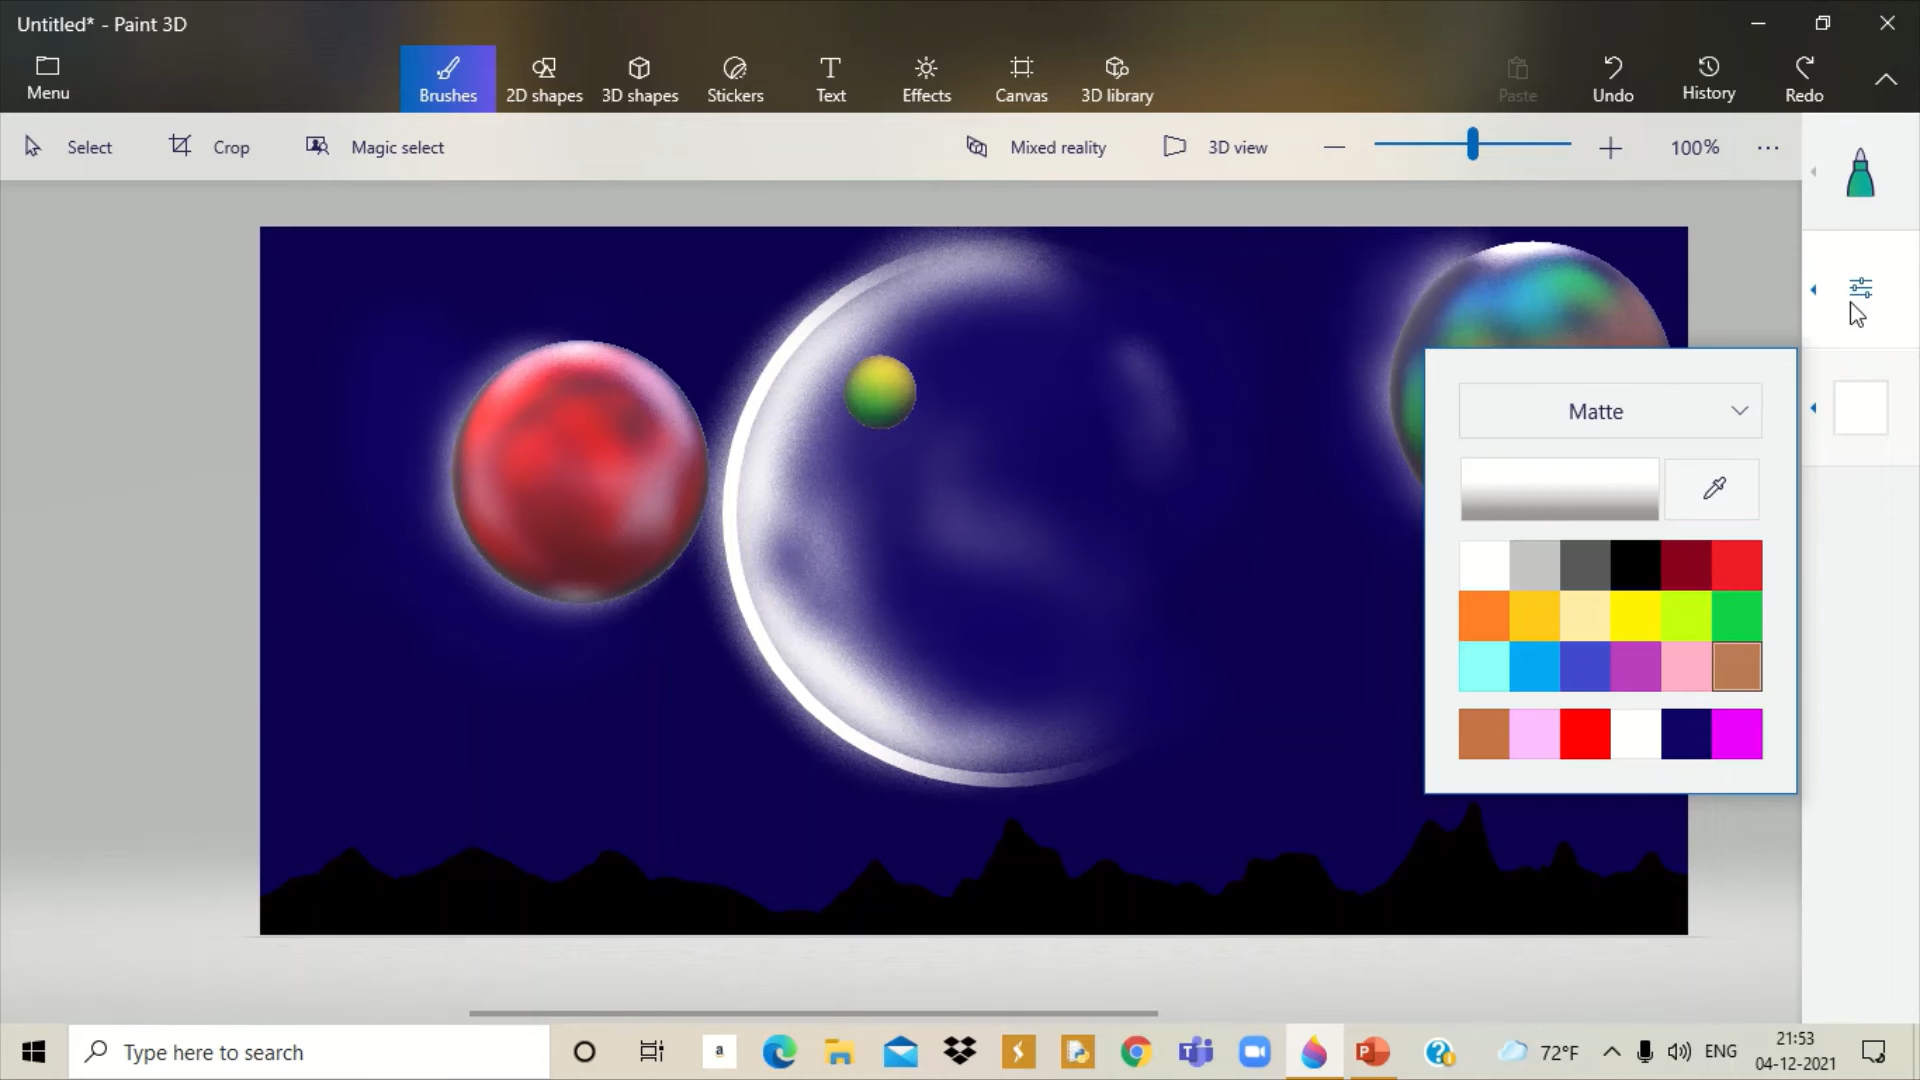 Untitled* - Paint 3D
Menu
Brushes
2D shapes
3D shapes
Stickers
Text
Effects
Canvas
3D library
Paste
Undo
History
Redo
Select
Crop
Magic select
Mixed reality
3D view
100%
Matte
Type here to search
a
72°F
ENG
21:53
04-12-2021